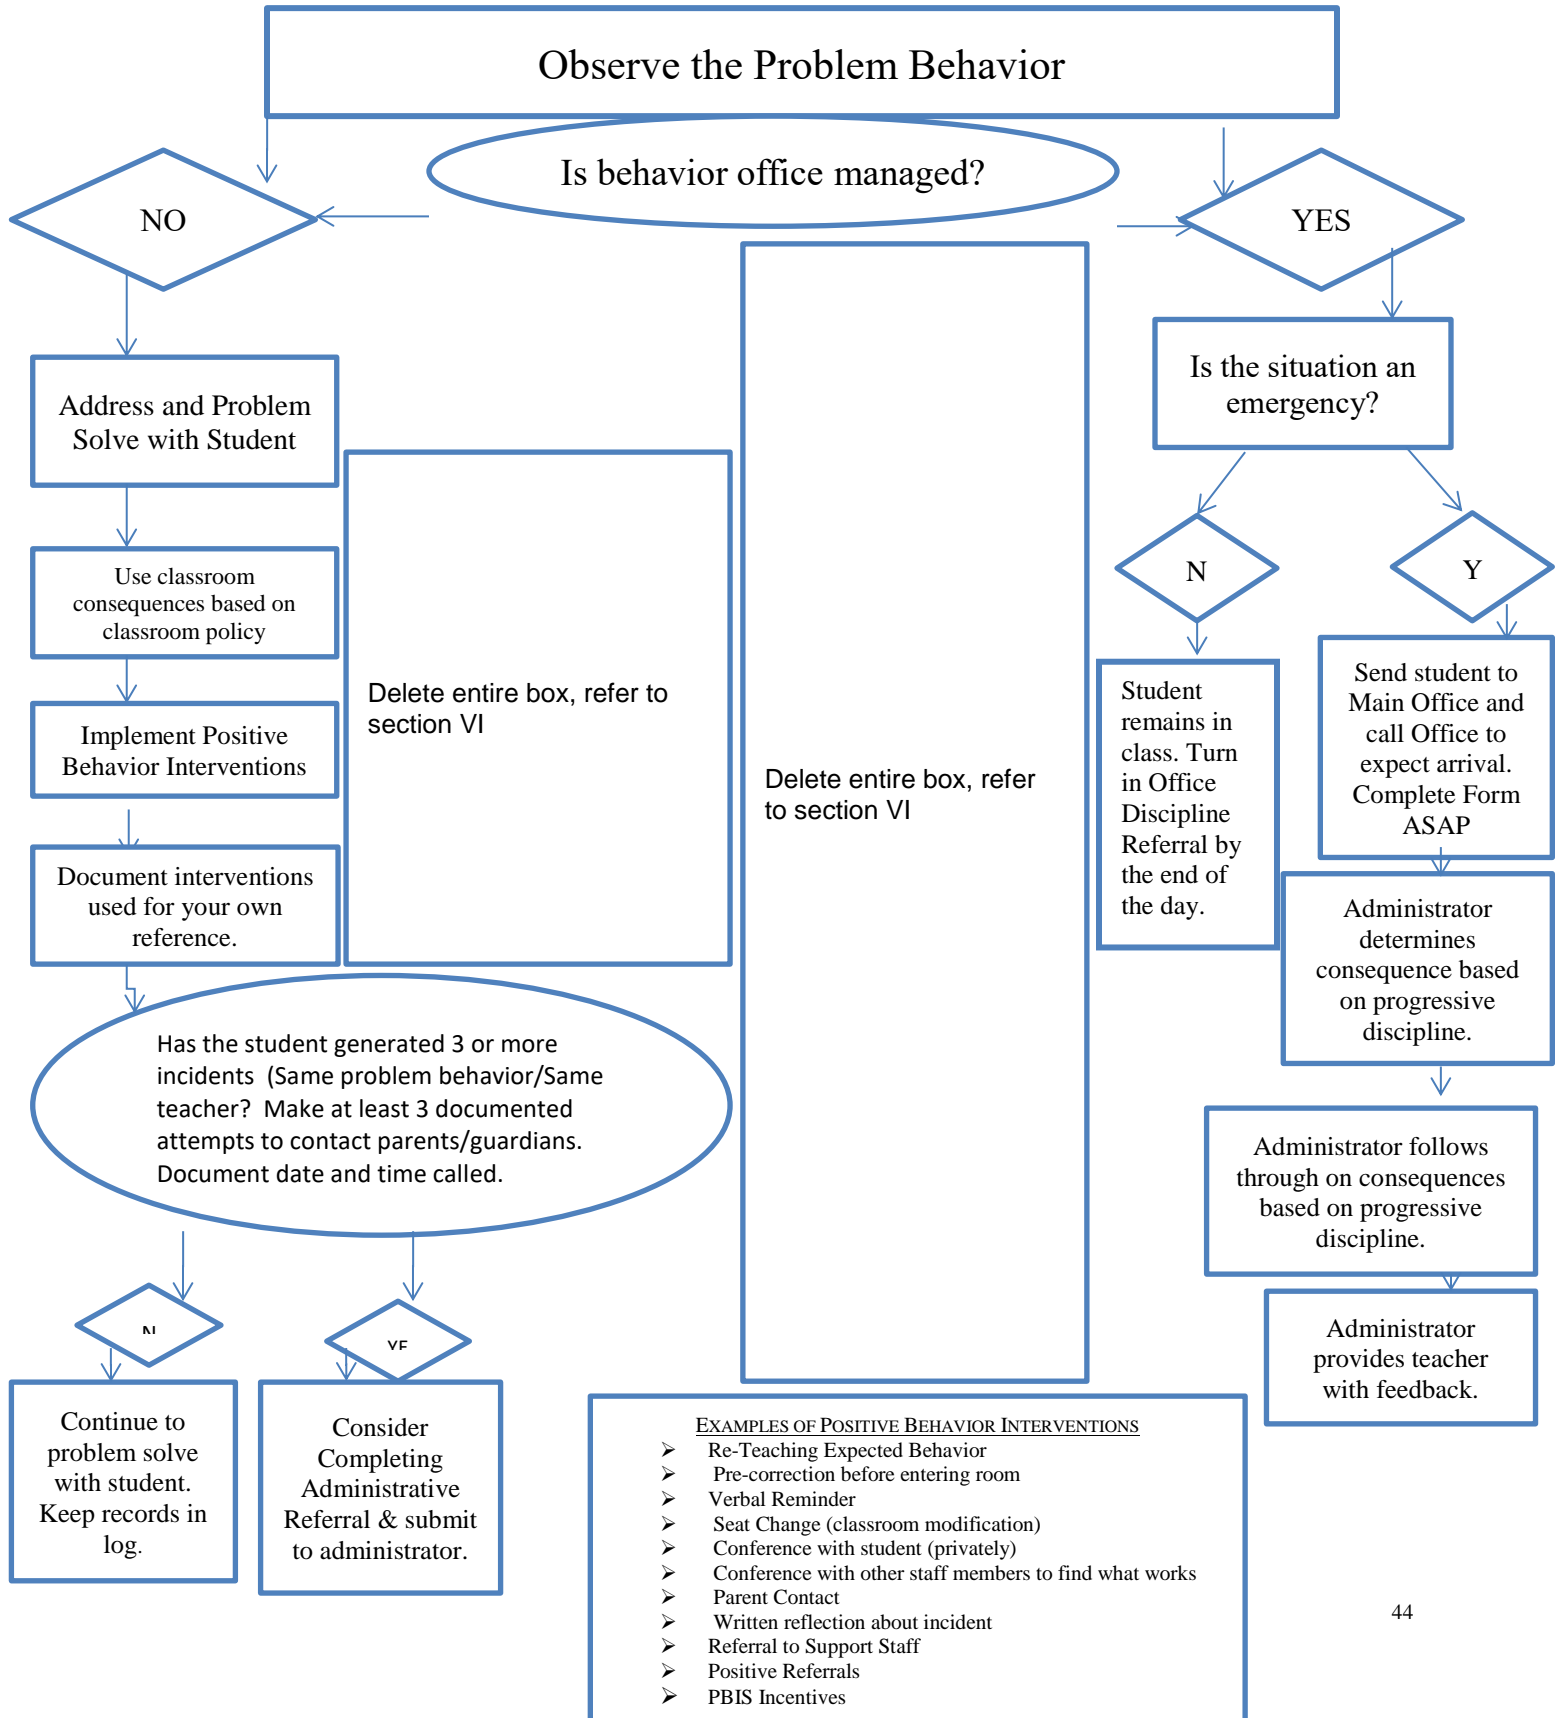 Observe the Problem Behavior
Is behavior office managed?
NO
YES
Address and Problem
Solve with Student
Use classroom
consequences based on
classroom policy
Implement Positive
Behavior Interventions
Document interventions
used for your own
reference.
Delete entire box, refer to
section VI
Delete entire box, refer
to section VI
Is the situation an
emergency?
N
Y
Student
remains in
class. Turn
in Office
Discipline
Referral by
the end of
the day.
Send student to
Main Office and
call Office to
expect arrival.
Complete Form
ASAP
Administrator
determines
consequence based
on progressive
discipline.
Administrator follows
through on consequences
based on progressive
discipline.
Administrator
provides teacher
with feedback.
Has the student generated 3 or more
incidents  (Same problem behavior/Same
teacher?  Make at least 3 documented
attempts to contact parents/guardians.
Document date and time called.
Continue to
problem solve
with student.
Keep records in
log.
Consider
Completing
Administrative
Referral & submit
to administrator.
EXAMPLES OF POSITIVE BEHAVIOR INTERVENTIONS
➢ Re-Teaching Expected Behavior
➢ Pre-correction before entering room
➢ Verbal Reminder
➢ Seat Change (classroom modification)
➢ Conference with student (privately)
➢ Conference with other staff members to find what works
➢ Parent Contact
➢ Written reflection about incident
➢ Referral to Support Staff
➢ Positive Referrals
➢ PBIS Incentives
44